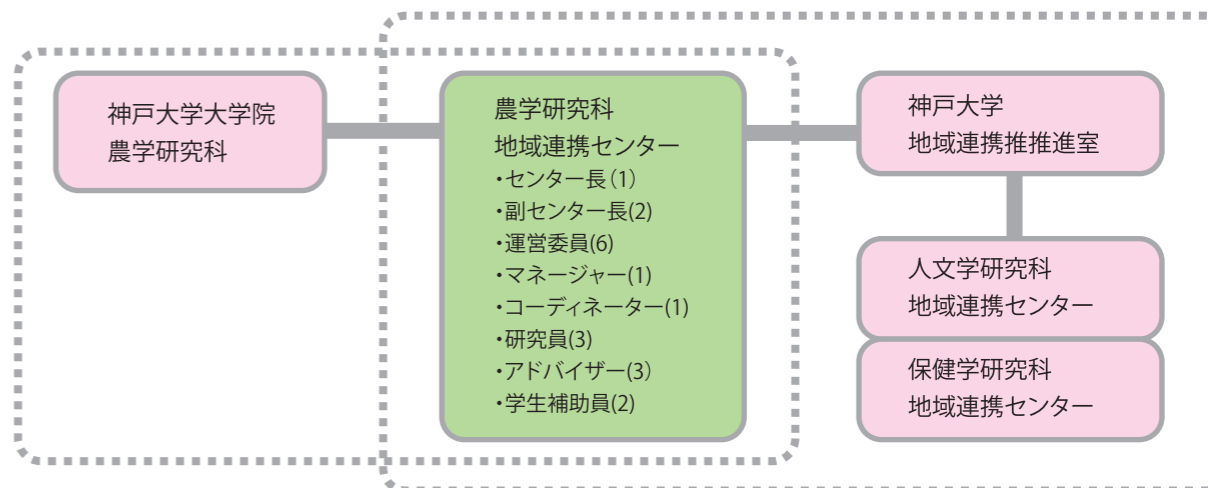 神戸大学大学院
農学研究科
農学研究科
地域連携センター
・センター長(1)
・副センター長(2)
・運営委員(6)
・マネージャー(1)
・コーディネーター(1)
・研究員(3)
・アドバイザー(3)
・学生補助員(2)
神戸大学
地域連携推推進室
人文学研究科
地域連携センター
保健学研究科
地域連携センター